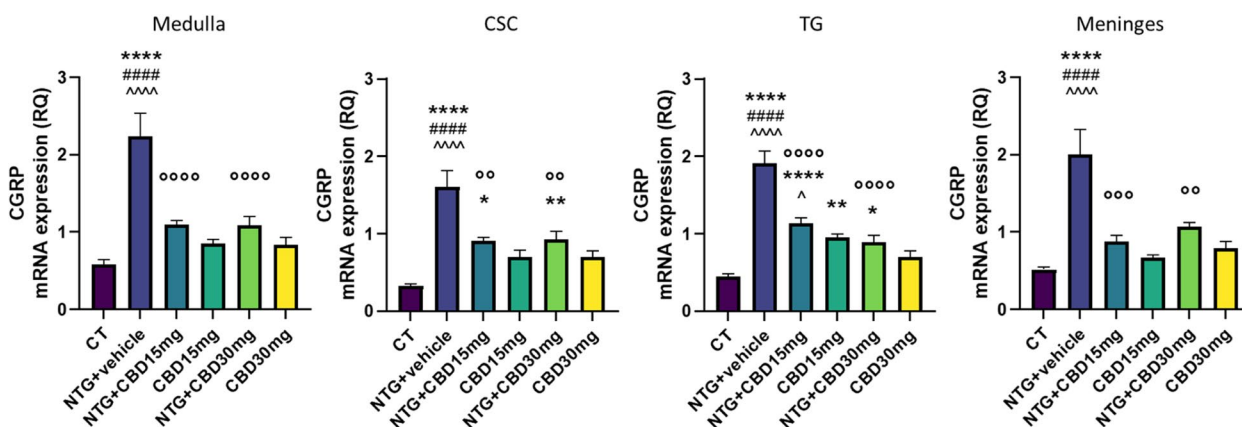 Medulla
CGRP
mRNA expression (RQ)
3
2
1
0
****
####
^^^^
°°°°
°°°°
CT
NTG+vehicle
NTG+CBD15mg
CBD15mg
NTG+CBD30mg
CBD30mg
CSC
CGRP
mRNA expression (RQ)
3
2
1
0
****
####
^^^^
°°
*
°°
**
CT
NTG+vehicle
NTG+CBD15mg
CBD15mg
NTG+CBD30mg
CBD30mg
TG
CGRP
mRNA expression (RQ)
3
2
1
0
****
####
^^^^
°°°°
****
^
**
°°°°
*
CT
NTG+vehicle
NTG+CBD15mg
CBD15mg
NTG+CBD30mg
CBD30mg
Meninges
CGRP
mRNA expression (RQ)
3
2
1
0
****
####
^^^^
°°°
°°
CT
NTG+vehicle
NTG+CBD15mg
CBD15mg
NTG+CBD30mg
CBD30mg